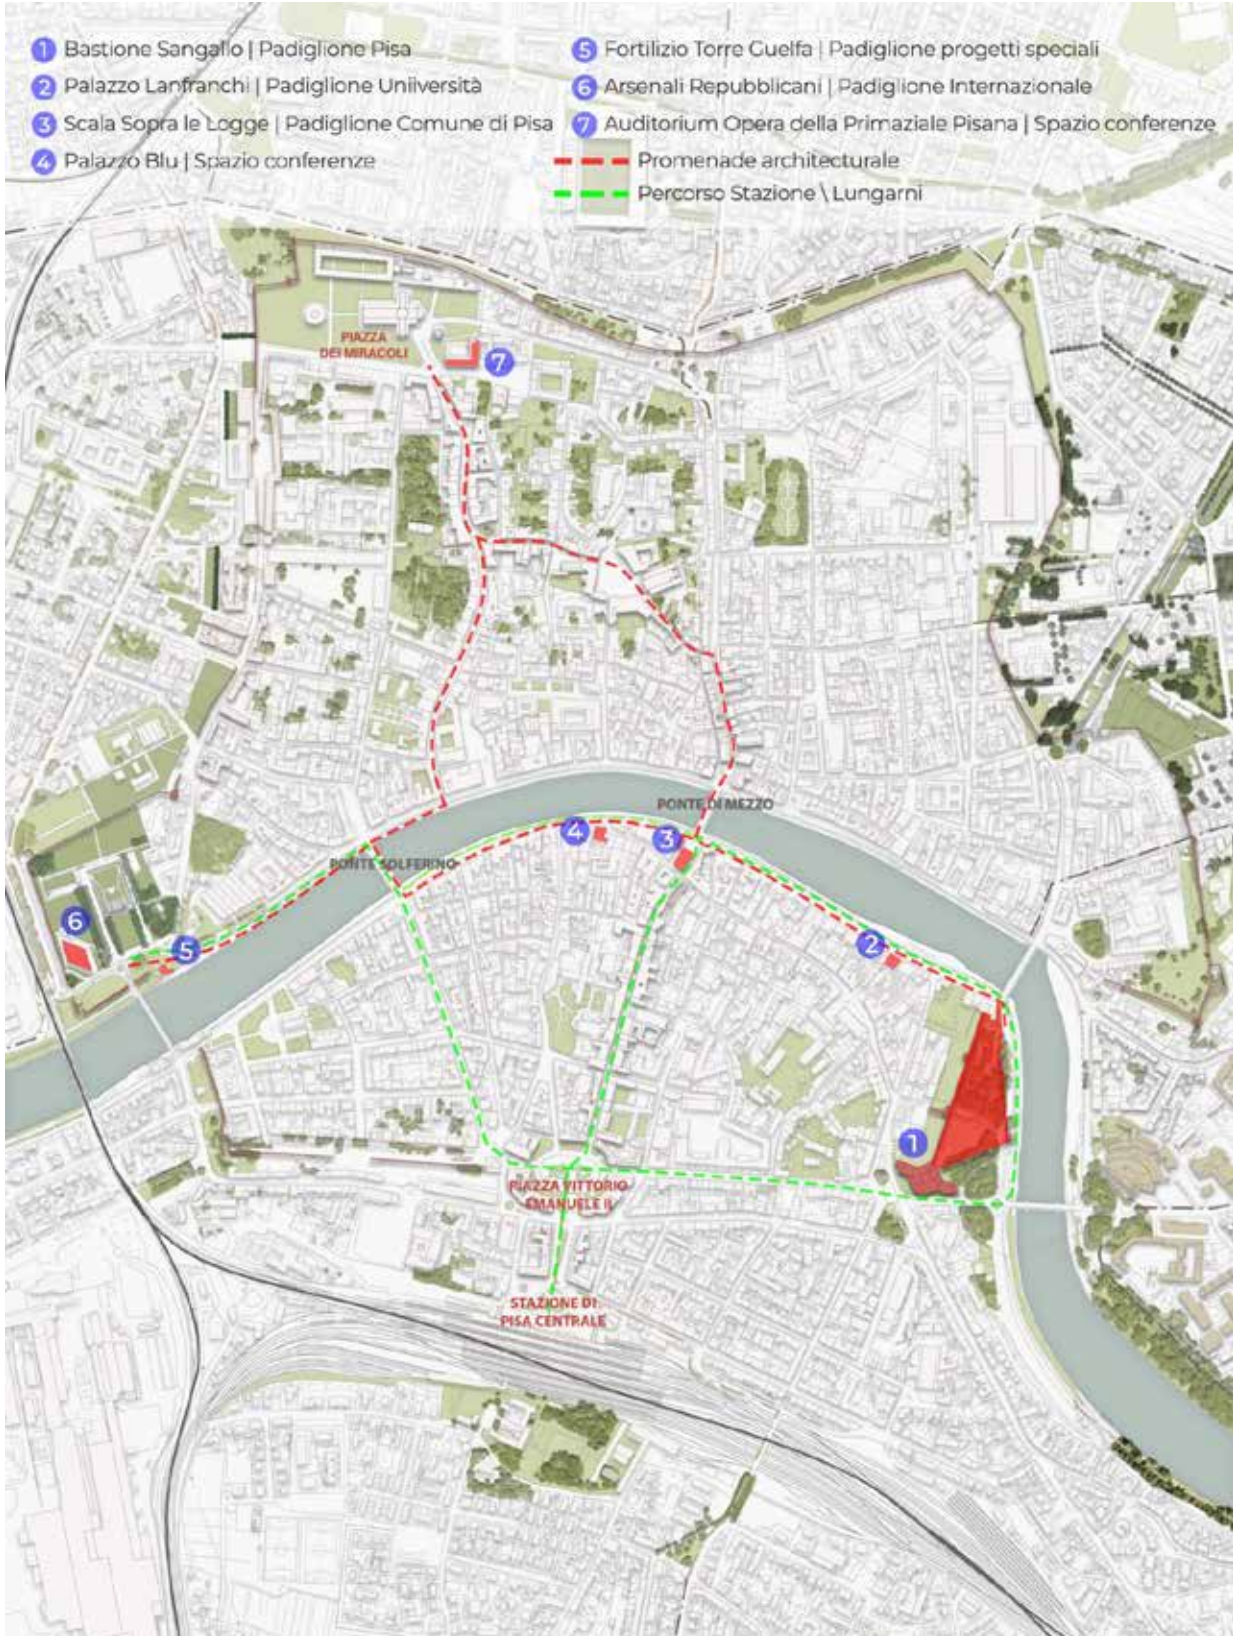 1 Bastione Sangallo | Padiglione Pisa
2 Palazzo Lanfranchi | Padiglione Uniiversità
3 Scala Sopra le Logge | Padiglione Comune di Pisa
4 Palazzo Blu | Spazio conferenze
5 Fortilizio Torre Guelfa | Padiglione progetti speciali
6 Arsenali Repubblicani | Padiglione Internazionale
7 Auditorium Opera della Primaziale Pisana | Spazio conferenze
Promenade architecturale
Percorso Stazione \ Lungarni
PIAZZA
DEI MIRACOLI
7
PONTE DI MEZZO
4
3
PONTE SOLFERINO
6
5
2
1
PIAZZA VITTORIO
EMANUELE II
STAZIONE DI
PISA CENTRALE